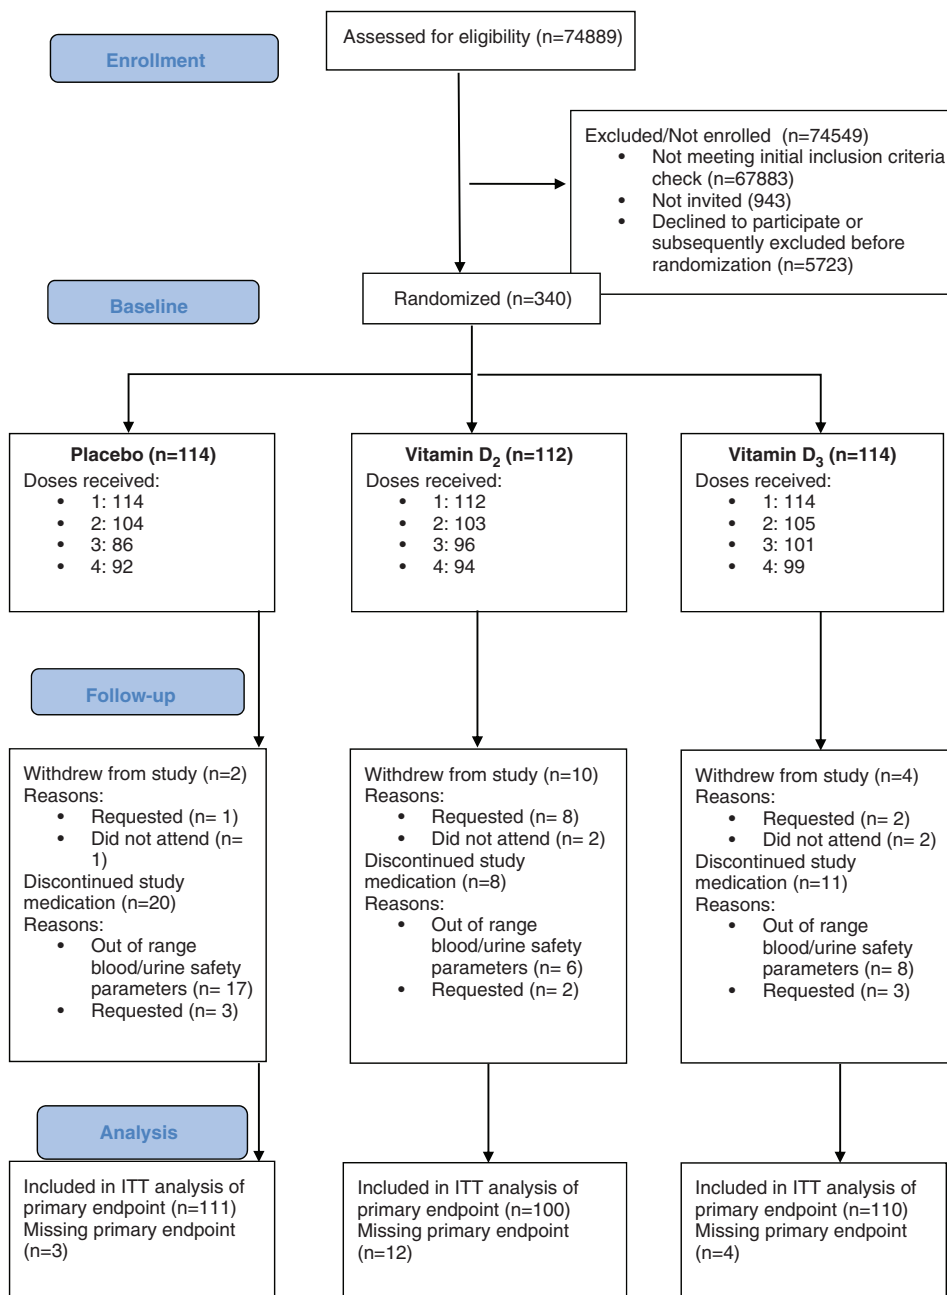 Assessed for eligibility (n=74889)
Enrollment
Excluded/Not enrolled (n=74549)
• Not meeting initial inclusion criteria
check (n=67883)
• Not invited (943)
• Declined to participate or
subsequently excluded before
randomization (n=5723)
Randomized (n=340)
Baseline
Placebo (n=114)
Doses received:
• 1: 114
• 2: 104
• 3: 86
• 4: 92
Vitamin D2 (n=112)
Doses received:
• 1: 112
• 2: 103
• 3: 96
• 4: 94
Vitamin D3 (n=114)
Doses received:
• 1: 114
• 2: 105
• 3: 101
• 4: 99
Follow-up
Withdrew from study (n=2)
Reasons:
• Requested (n= 1)
• Did not attend (n=
1)
Discontinued study
medication (n=20)
Reasons:
• Out of range
blood/urine safety
parameters (n= 17)
• Requested (n= 3)
Withdrew from study (n=10)
Reasons:
• Requested (n= 8)
• Did not attend (n= 2)
Discontinued study
medication (n=8)
Reasons:
• Out of range
blood/urine safety
parameters (n= 6)
• Requested (n= 2)
Withdrew from study (n=4)
Reasons:
• Requested (n= 2)
• Did not attend (n= 2)
Discontinued study
medication (n=11)
Reasons:
• Out of range
blood/urine safety
parameters (n= 8)
• Requested (n= 3)
Analysis
Included in ITT analysis of
primary endpoint (n=111)
Missing primary endpoint
(n=3)
Included in ITT analysis of
primary endpoint (n=100)
Missing primary endpoint
(n=12)
Included in ITT analysis of
primary endpoint (n=110)
Missing primary endpoint
(n=4)